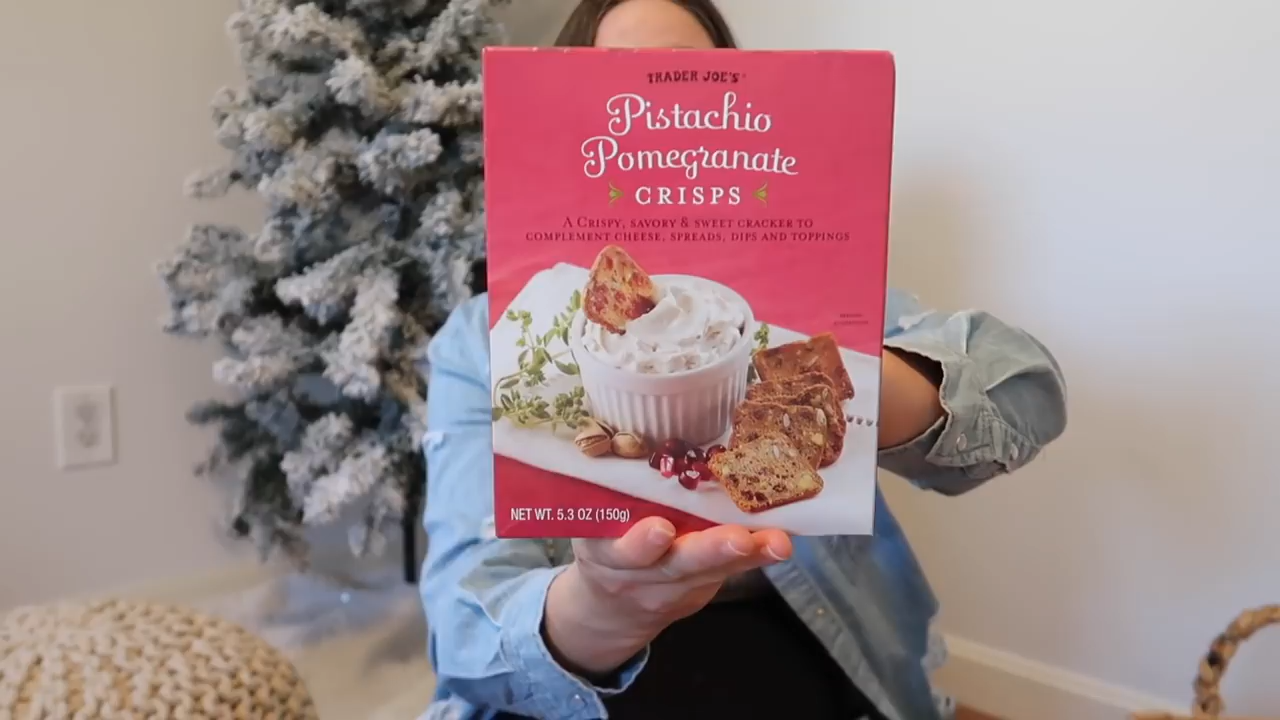 TRADER JOE'S
Pistachio
Pomegranate
CRISPS
A CRISPY, SAVORY & SWEET CRACKER TO
COMPLEMENT CHEESE, SPREADS, DIPS AND TOPPINGS
NET WT. 5.3 OZ (150g)